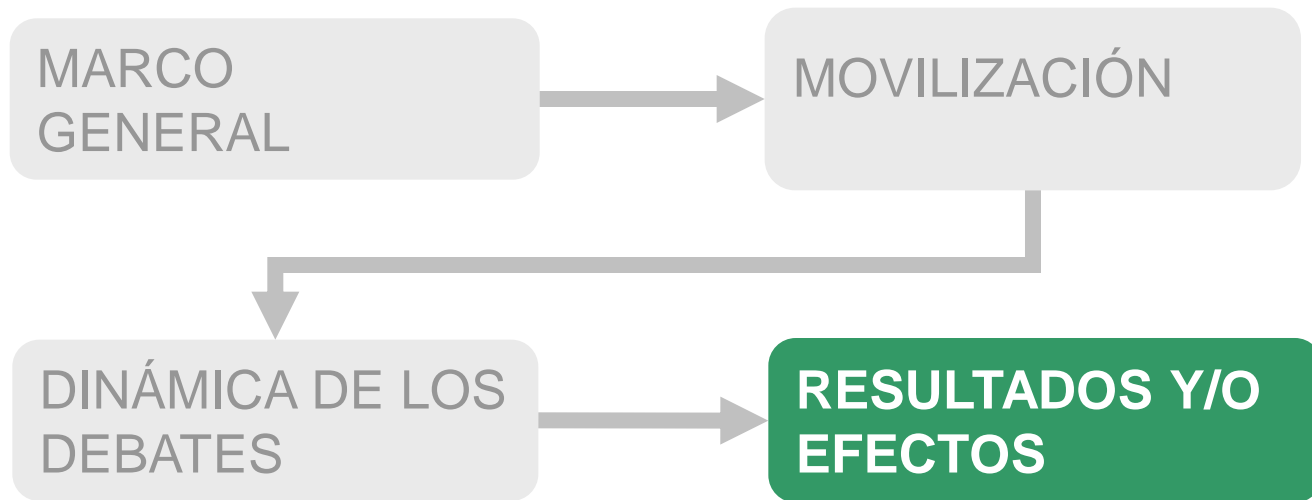 MARCO
GENERAL
MOVILIZACIÓN
DINÁMICA DE LOS
DEBATES
RESULTADOS Y/O
EFECTOS